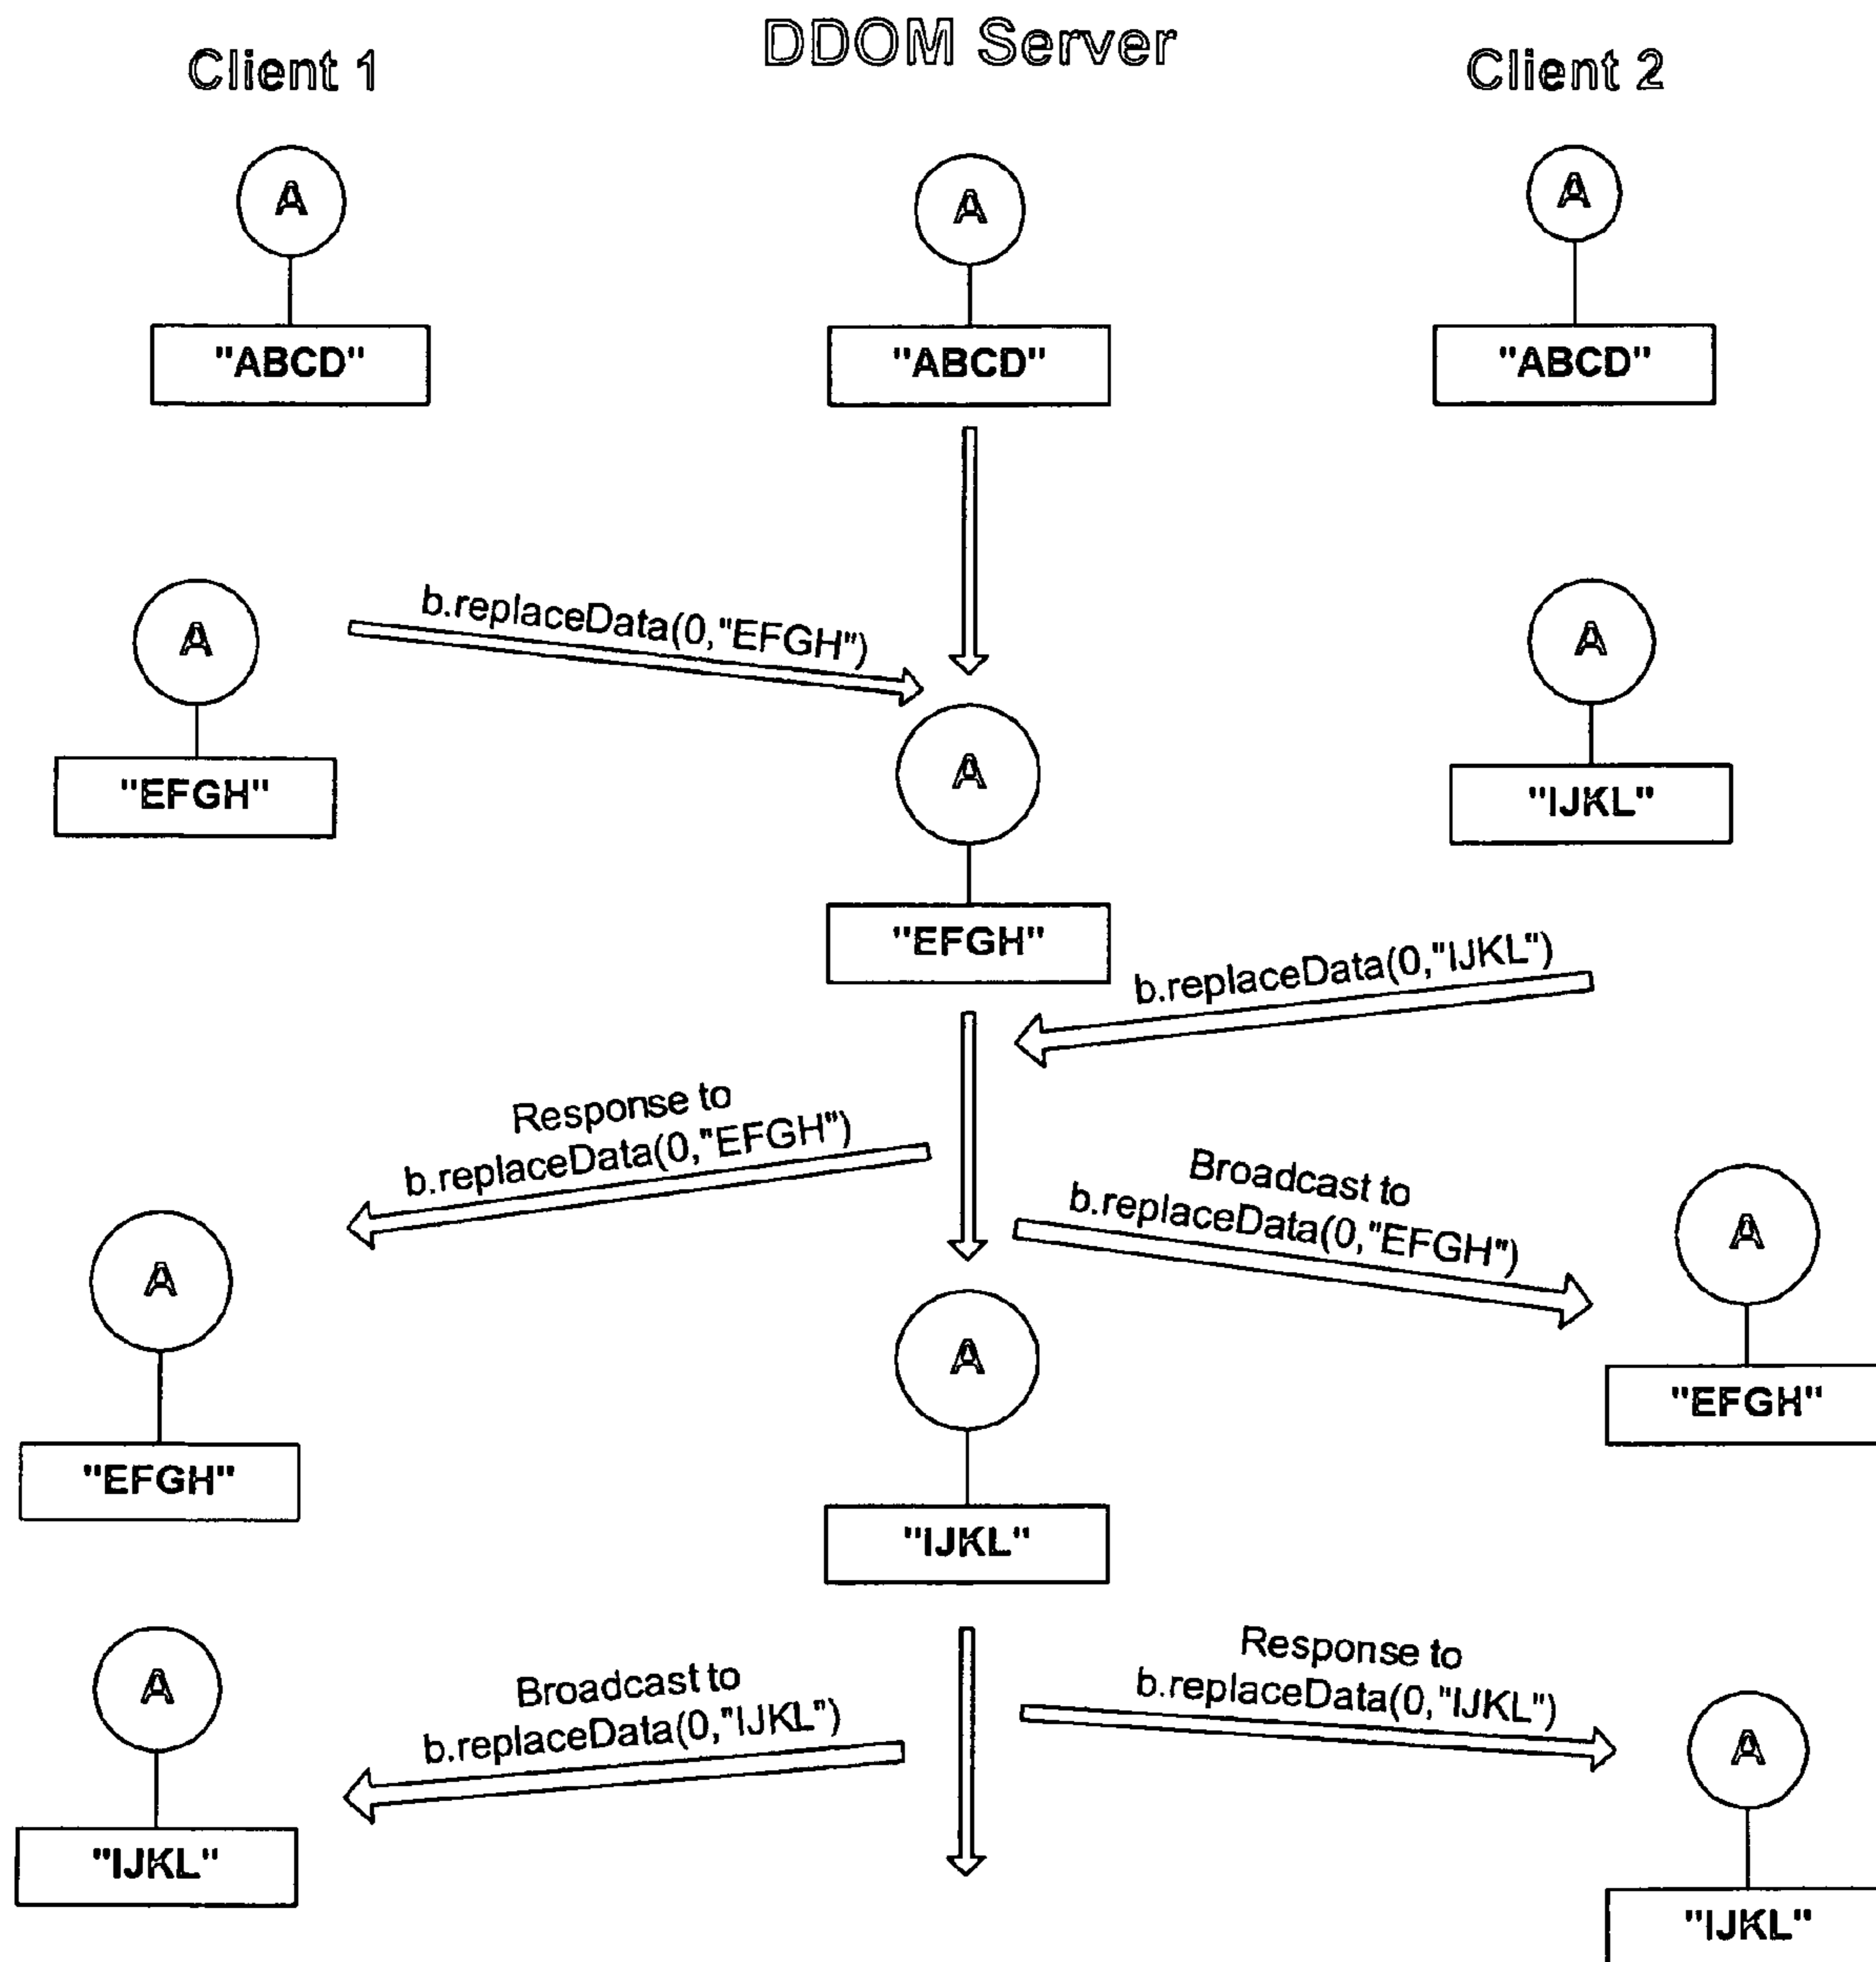 DDOM Server
Client 1
Client 2
A
A
A
"ABCD"
"ABCD"
"ABCD"
b.replaceData(0,"EFGH")
A
A
A
"EFGH"
"IJKL"
"EFGH"
b.replaceData(0,"IJKL")
Response to
b.replaceData(0,"EFGH")
Broadcast to
b.replaceData(0,"EFGH")
A
A
A
"EFGH"
"EFGH"
"IJKL"
Response to
b.replaceData(0,"IJKL")
Broadcast to
b.replaceData(0,"IJKL")
A
A
"IJKL"
"IJKL"